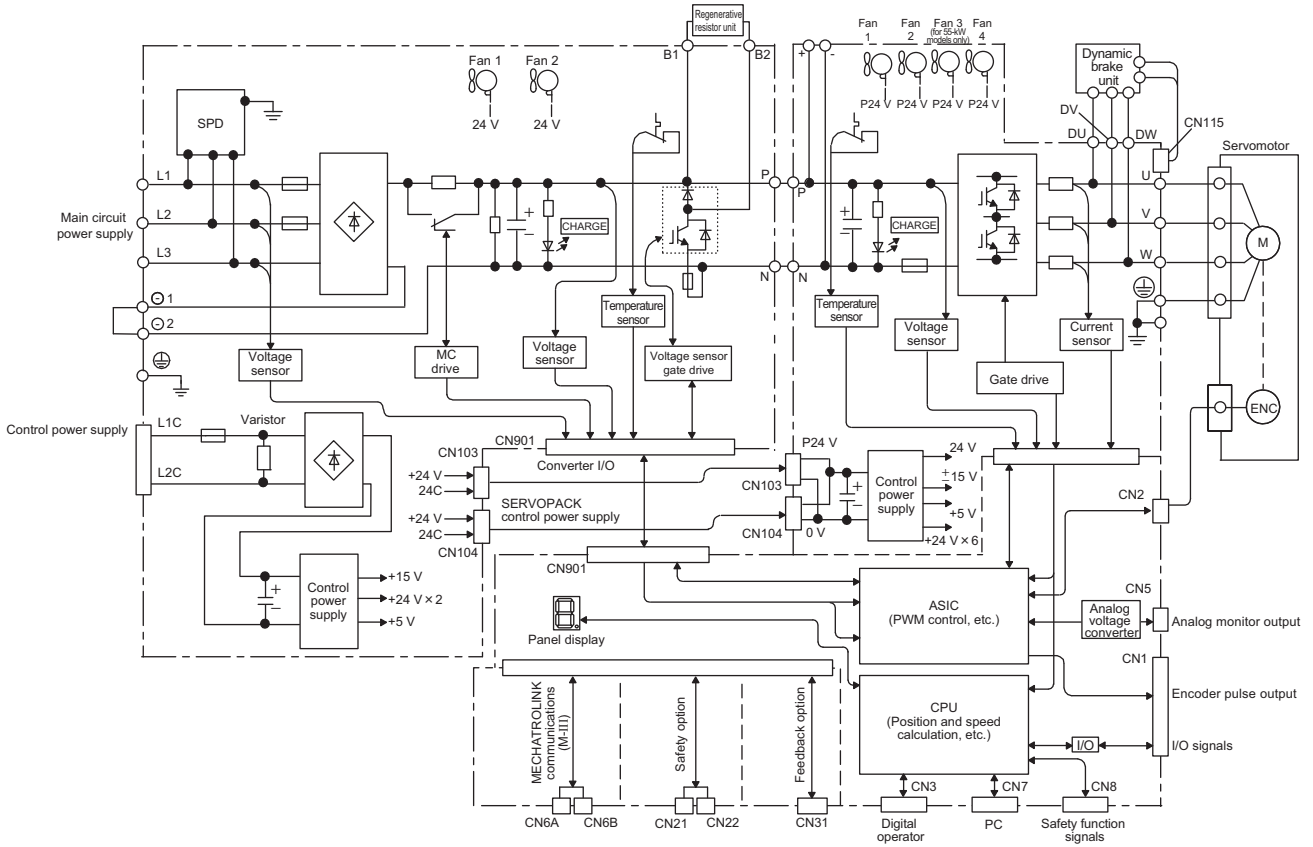 Regenerative
resistor unit
B1
B2
Fan 1
24 V
Fan 2
24 V
SPD
L1
L2
L3
Main circuit
power supply
⊖ 1
⊖ 2
Voltage
sensor
MC
drive
CHARGE
Voltage
sensor
Temperature
sensor
Voltage sensor
gate drive
P
N
+
−
+
-
Fan
1
Fan
2
Fan 3
(for 55-kW
models only)
Fan
4
P24 V
P24 V
P24 V
P24 V
P
N
+
−
CHARGE
Temperature
sensor
Voltage
sensor
Gate drive
Current
sensor
Dynamic
brake
unit
DU
DV
DW
CN115
Servomotor
U
V
W
M
ENC
Control power supply
L1C
L2C
Varistor
+
−
Control
power
supply
+15 V
+24 V × 2
+5 V
CN901
Converter I/O
CN103
+24 V
24C
+24 V
24C
CN104
SERVOPACK
control power supply
P24 V
CN103
CN104
0 V
+
−
Control
power
supply
24 V
±15 V
+5 V
+24 V × 6
CN2
CN901
Panel display
ASIC
(PWM control, etc.)
CPU
(Position and speed
calculation, etc.)
CN5
Analog
voltage
converter
Analog monitor output
CN1
Encoder pulse output
I/O
I/O signals
MECHATROLINK
communications
(M-III)
Safety option
Feedback option
CN6A
CN6B
CN21
CN22
CN31
CN3
Digital
operator
CN7
PC
CN8
Safety function
signals